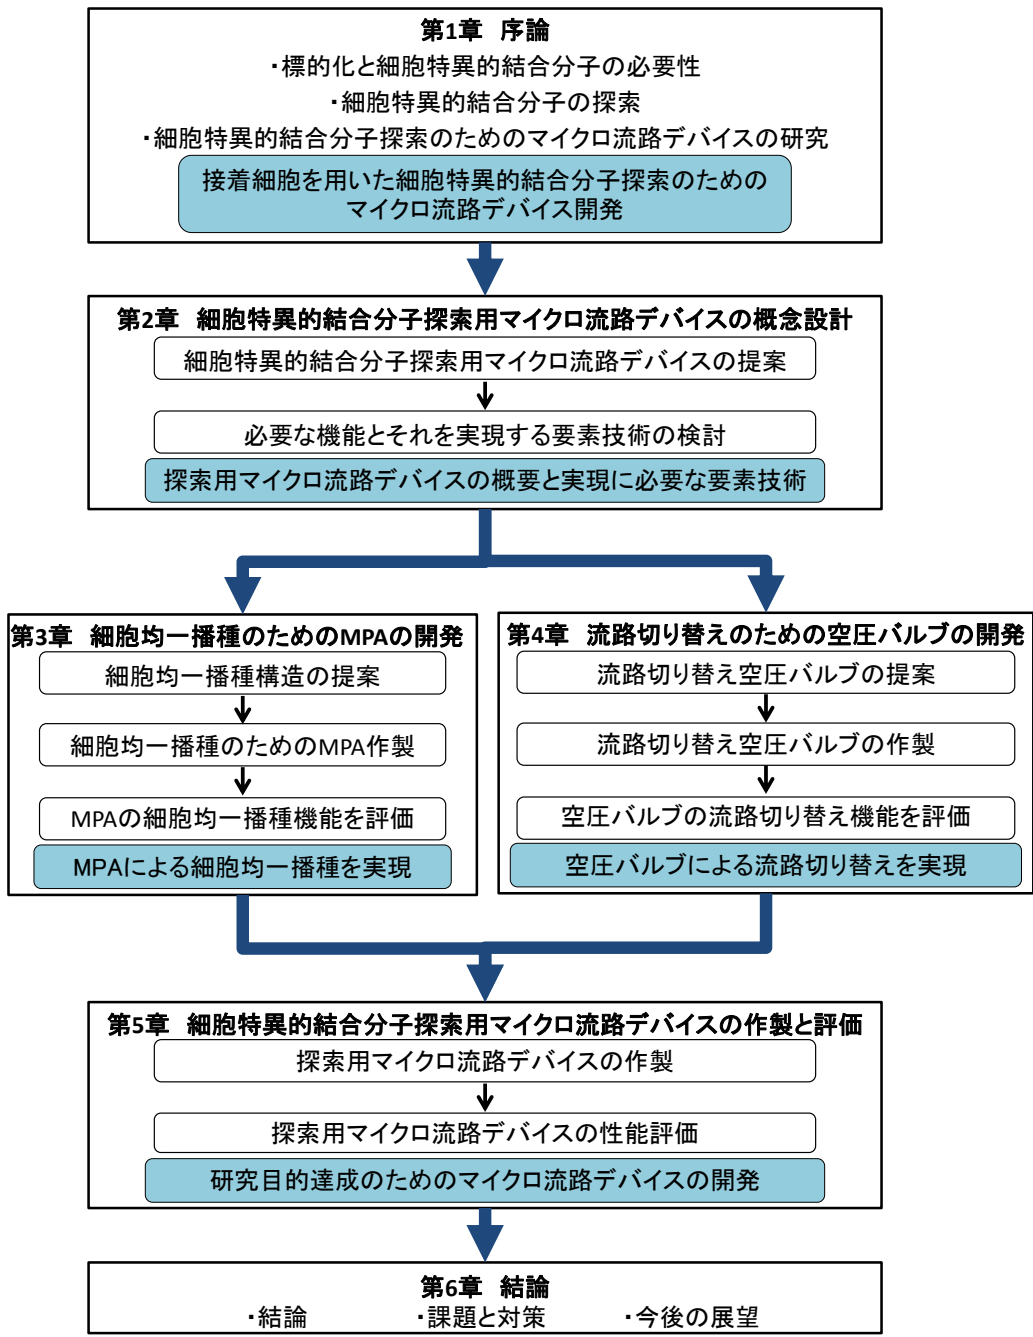 第1章 序論
・標的化と細胞特異的結合分子の必要性
・細胞特異的結合分子の探索
・細胞特異的結合分子探索のためのマイクロ流路デバイスの研究
接着細胞を用いた細胞特異的結合分子探索のための
マイクロ流路デバイス開発
第2章 細胞特異的結合分子探索用マイクロ流路デバイスの概念設計
細胞特異的結合分子探索用マイクロ流路デバイスの提案
必要な機能とそれを実現する要素技術の検討
探索用マイクロ流路デバイスの概要と実現に必要な要素技術
第3章 細胞均一播種のためのMPAの開発
細胞均一播種構造の提案
細胞均一播種のためのMPA作製
MPAの細胞均一播種機能を評価
MPAによる細胞均一播種を実現
第4章 流路切り替えのための空圧バルブの開発
流路切り替え空圧バルブの提案
流路切り替え空圧バルブの作製
空圧バルブの流路切り替え機能を評価
空圧バルブによる流路切り替えを実現
第5章 細胞特異的結合分子探索用マイクロ流路デバイスの作製と評価
探索用マイクロ流路デバイスの作製
探索用マイクロ流路デバイスの性能評価
研究目的達成のためのマイクロ流路デバイスの開発
第6章 結論
・結論 ・課題と対策 ・今後の展望